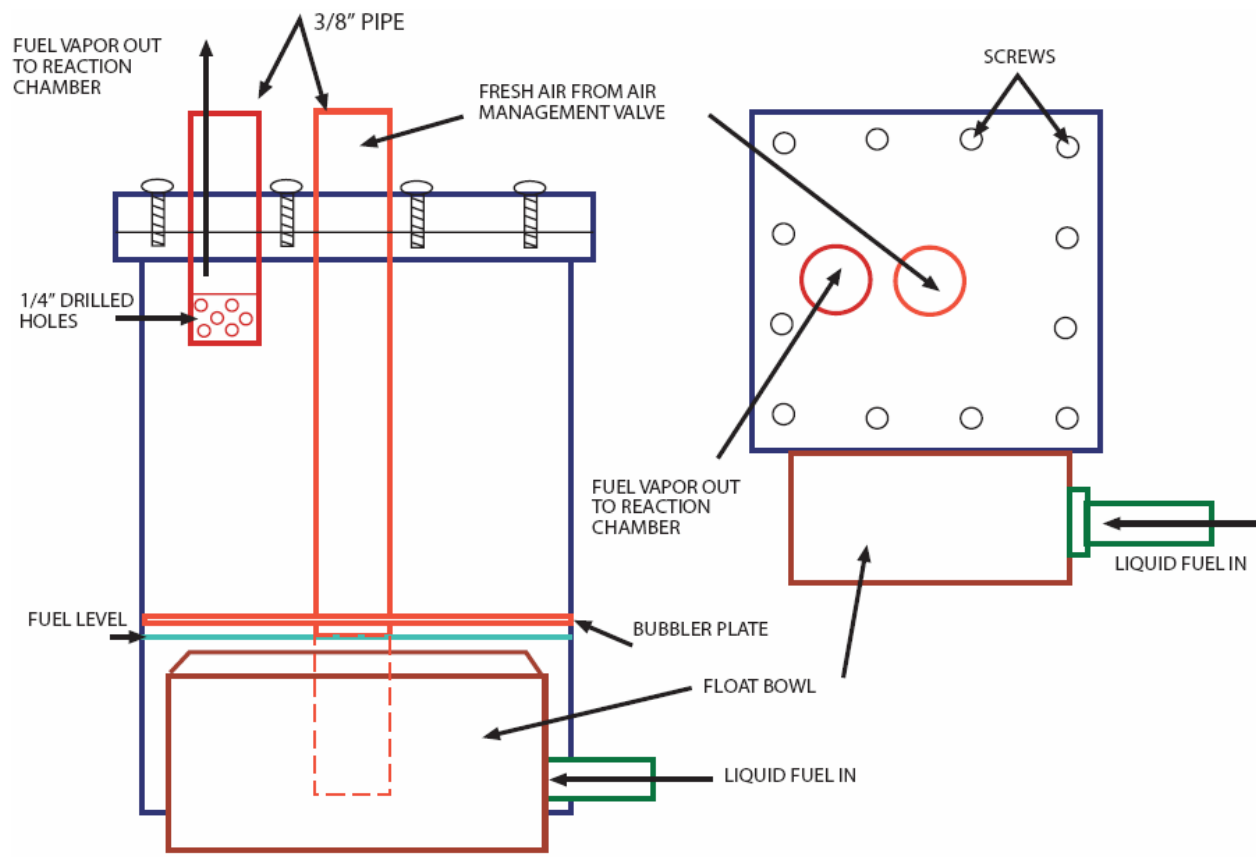 3/8” PIPE
FUEL VAPOR OUT
TO REACTION
CHAMBER
FRESH AIR FROM AIR
MANAGEMENT VALVE
SCREWS
1/4” DRILLED
HOLES
FUEL VAPOR OUT
TO REACTION
CHAMBER
LIQUID FUEL IN
FUEL LEVEL
BUBBLER PLATE
FLOAT BOWL
LIQUID FUEL IN